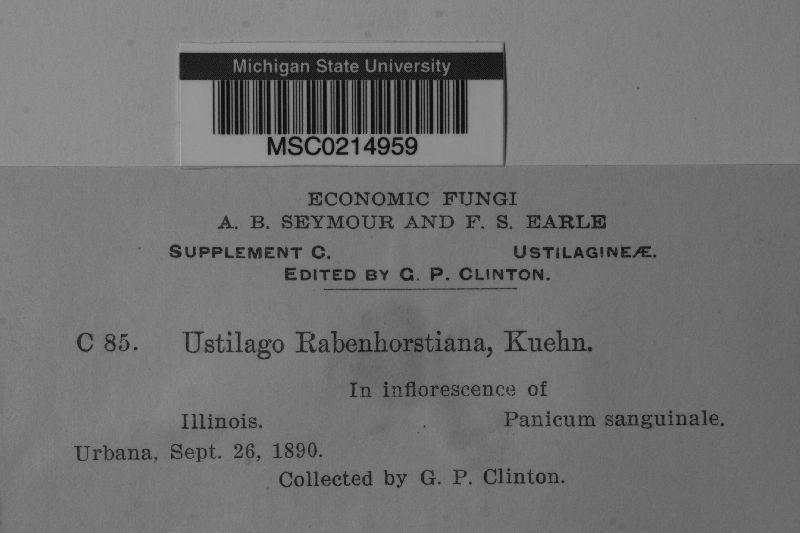 Michigan State University
MSC0214959
ECONOMIC FUNGI
A. B. SEYMOUR AND F. S. EARLE
SUPPLEMENT C. USTILAGINEÆ.
EDITED BY G. P. CLINTON.
C 85. Ustilago Rabenhorstiana, Kuehn.
In inflorescence of
Illinois. Panicum sanguinale.
Urbana, Sept. 26, 1890.
Collected by G. P. Clinton.